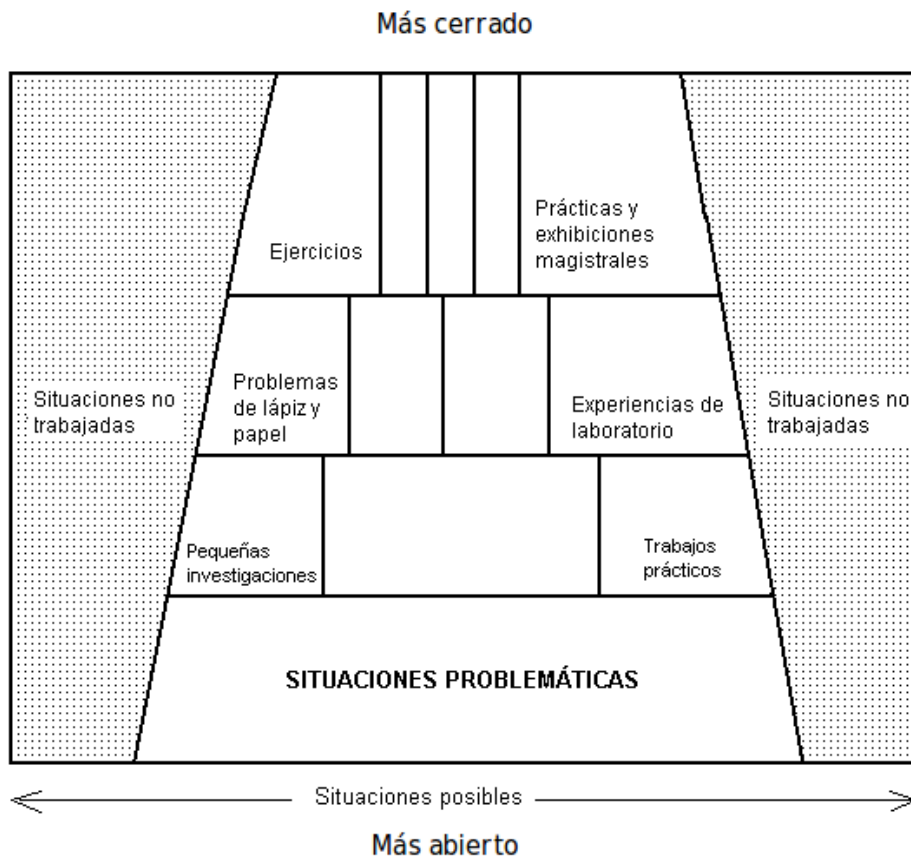 Más cerrado
Ejercicios
Prácticas y
exhibiciones
magistrales
Situaciones no
trabajadas
Problemas
de lápiz y
papel
Experiencias de
laboratorio
Situaciones no
trabajadas
Pequeñas
investigaciones
Trabajos
prácticos
SITUACIONES PROBLEMÁTICAS
Situaciones posibles
Más abierto